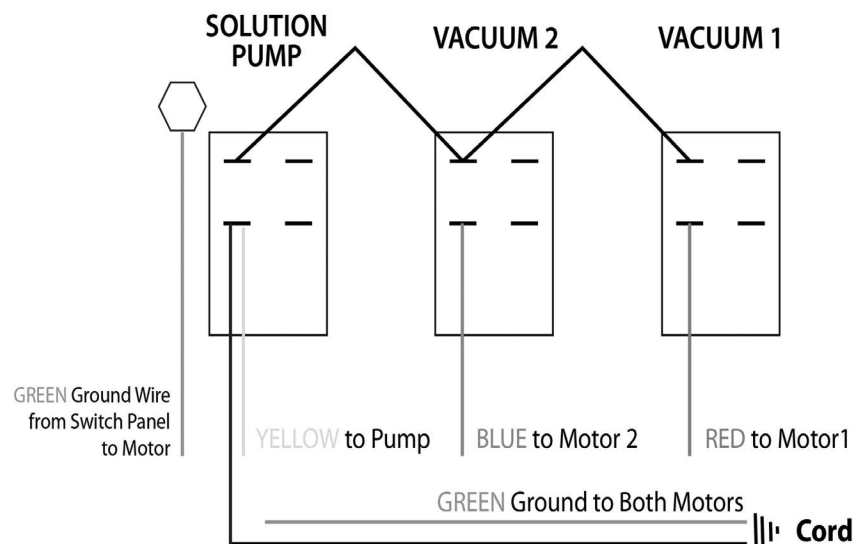 SOLUTION
PUMP
VACUUM 2
VACUUM 1
GREEN Ground Wire
from Switch Panel
to Motor
YELLOW to Pump
BLUE to Motor 2
RED to Motor1
GREEN Ground to Both Motors
Cord